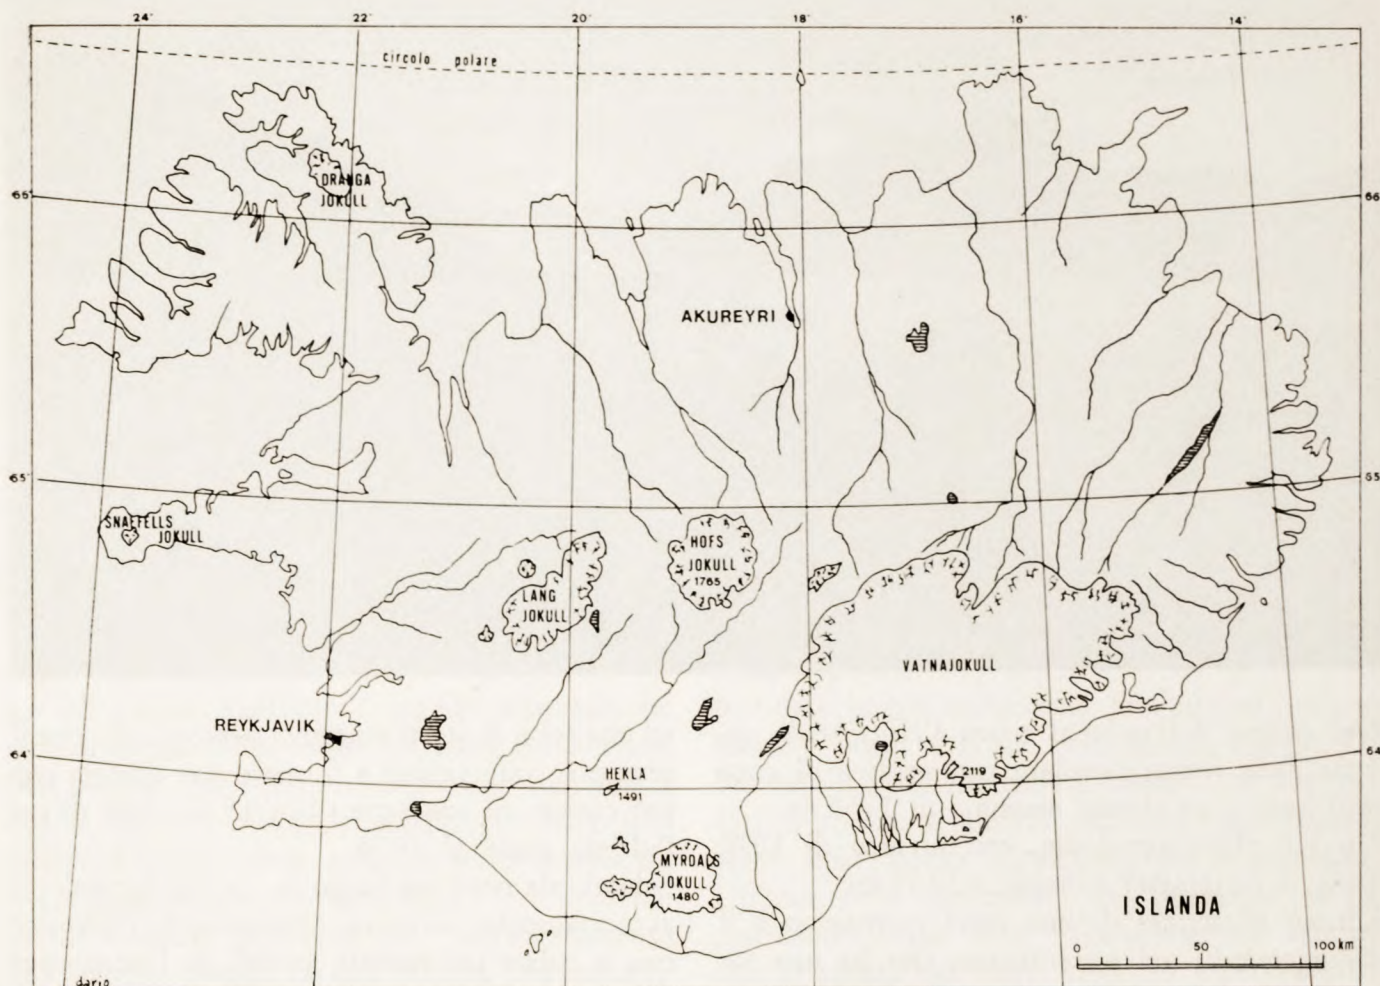 24° 22° 20° 18° 16° 14°
circolo polare
DRANGA
JOKULL
66° 66
AKUREYRI
65° 65
SNAEFELLS
JOKULL
HOFS
JOKULL
1765
LANG
JOKULL
VATNAJOKULL
REYKJAVIK
64° 64
HEKLA
1491
2119
MYRDALS
JOKULL
1480
ISLANDA
0 50 100 km
dario